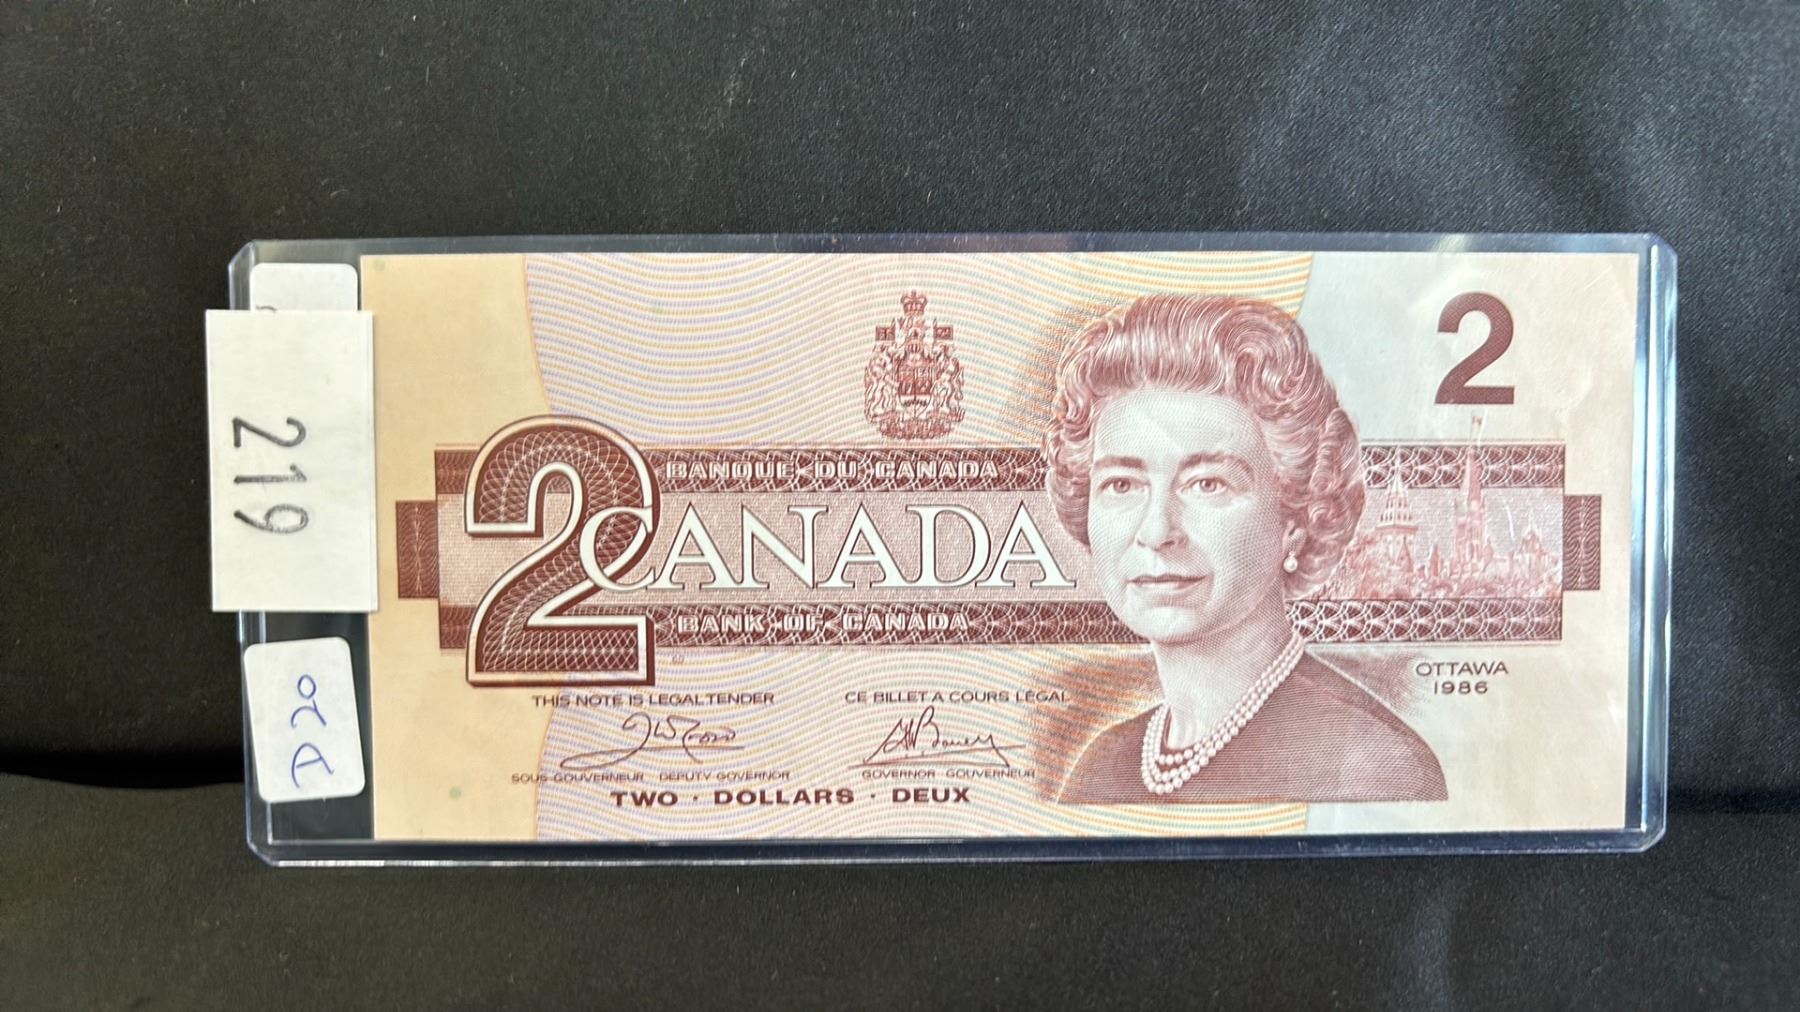 219
D 20
2
2
BANQUE DU CANADA
CANADA
BANK OF CANADA
OTTAWA
1986
THIS NOTE IS LEGAL TENDER
CE BILLET A COURS LÉGAL
SOUS-GOUVERNEUR DEPUTY GOVERNOR
GOVERNOR GOUVERNEUR
TWO · DOLLARS · DEUX